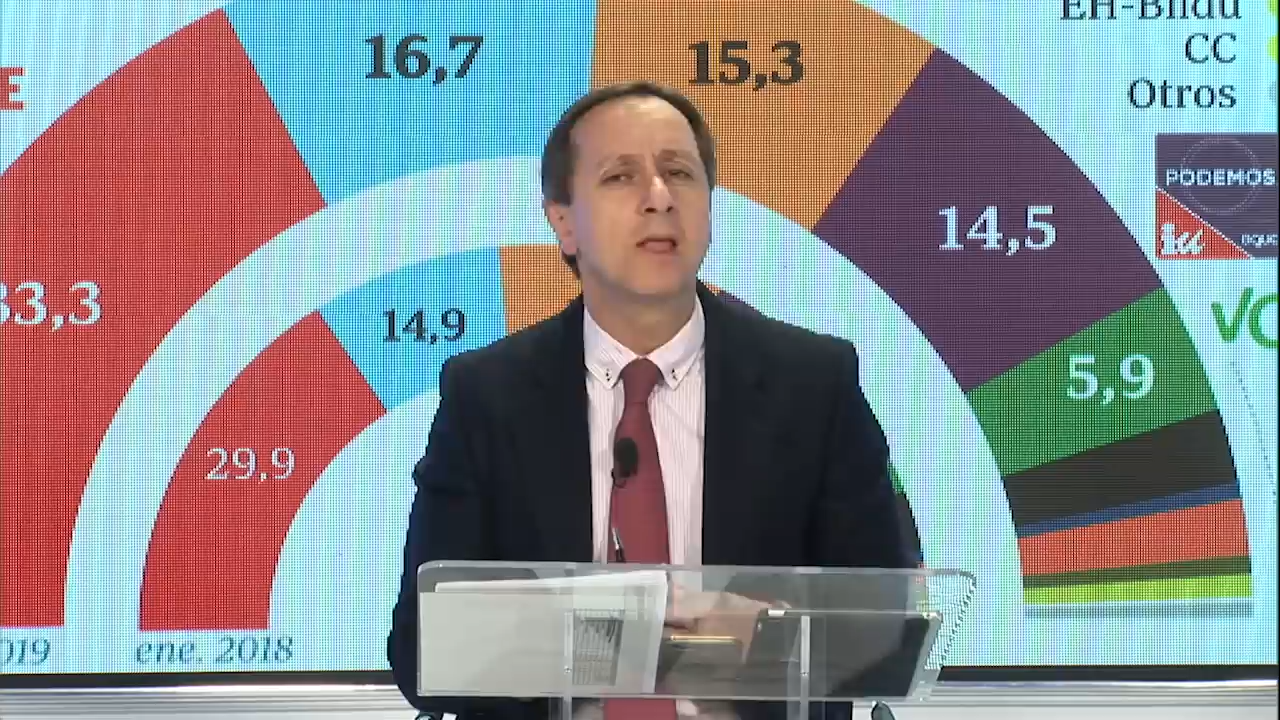 EH-Bildu
CC
Otros
16,7
15,3
PODEMOS
14,5
33,3
14,9
5,9
29,9
ene. 2018